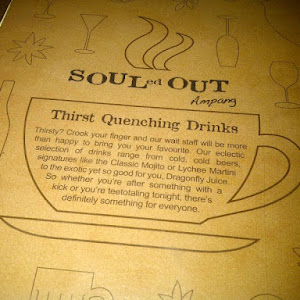 SOULed OUT
Ampang
Thirst Quenching Drinks
Thirsty? Crook your finger and our wait staff will be more
than happy to bring you your favourite. Our eclectic
selection of drinks range from cold, cold beers,
signatures like the Classic Mojito or Lychee Martini
to the exotic yet so good for you, Dragonfly Juice.
So whether you're after something with a
kick or you're teetotaling tonight, there's
definitely something for everyone.